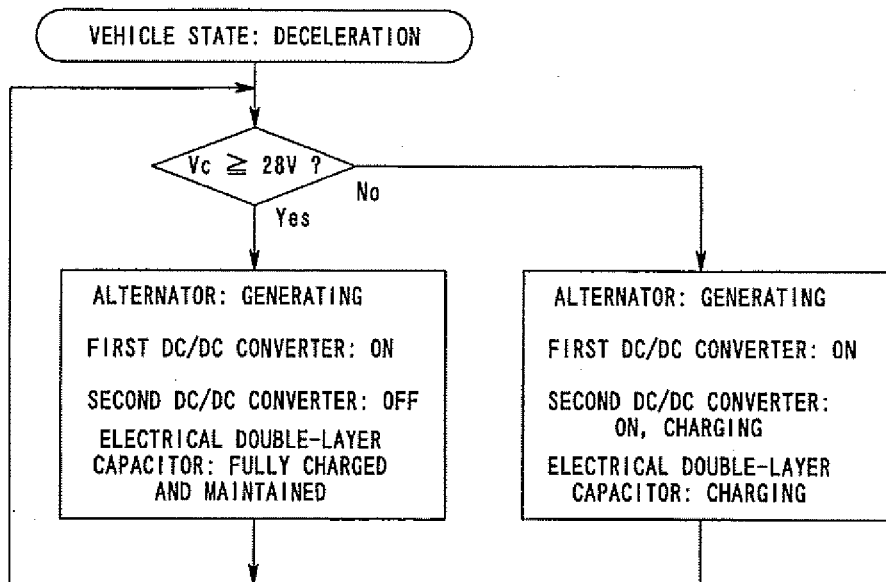 VEHICLE STATE: DECELERATION
Vc ≧ 28V ?
No
Yes
ALTERNATOR: GENERATING
FIRST DC/DC CONVERTER: ON
SECOND DC/DC CONVERTER: OFF
ELECTRICAL DOUBLE-LAYER
CAPACITOR: FULLY CHARGED
AND MAINTAINED
ALTERNATOR: GENERATING
FIRST DC/DC CONVERTER: ON
SECOND DC/DC CONVERTER:
ON, CHARGING
ELECTRICAL DOUBLE-LAYER
CAPACITOR: CHARGING